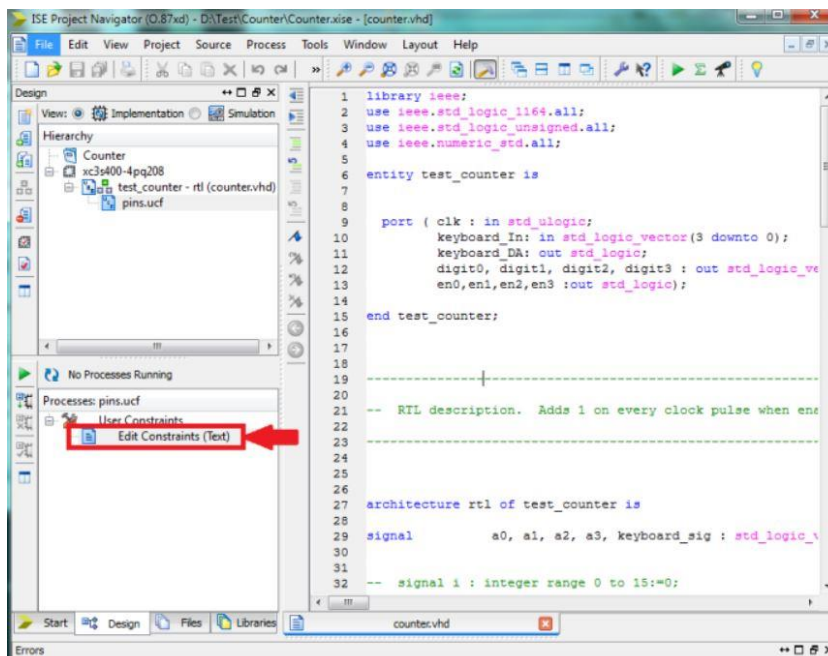 ISE Project Navigator (O.87xd) - D:\Test\Counter\Counter.xise - [counter.vhd]
File Edit View Project Source Process Tools Window Layout Help
Design
View: Implementation Simulation
Hierarchy
Counter
xc3s400-4pq208
test_counter - rtl (counter.vhd)
pins.ucf
No Processes Running
Processes: pins.ucf
User Constraints
Edit Constraints (Text)
Start Design Files Libraries
1 library ieee;
2 use ieee.std_logic_1164.all;
3 use ieee.std_logic_unsigned.all;
4 use ieee.numeric_std.all;
5
6 entity test_counter is
7
8
9 port ( clk : in std_ulogic;
10 keyboard_In: in std_logic_vector(3 downto 0);
11 keyboard_DA: out std_logic;
12 digit0, digit1, digit2, digit3 : out std_logic_ve
13 en0,en1,en2,en3 :out std_logic);
14
15 end test_counter;
16
17
18
19 --------------------------------------------------
20
21 -- RTL description. Adds 1 on every clock pulse when ena
22
23 --------------------------------------------------
24
25
26
27 architecture rtl of test_counter is
28
29 signal a0, a1, a2, a3, keyboard_sig : std_logic_v
30
31
32 -- signal i : integer range 0 to 15:=0;
counter.vhd
Errors